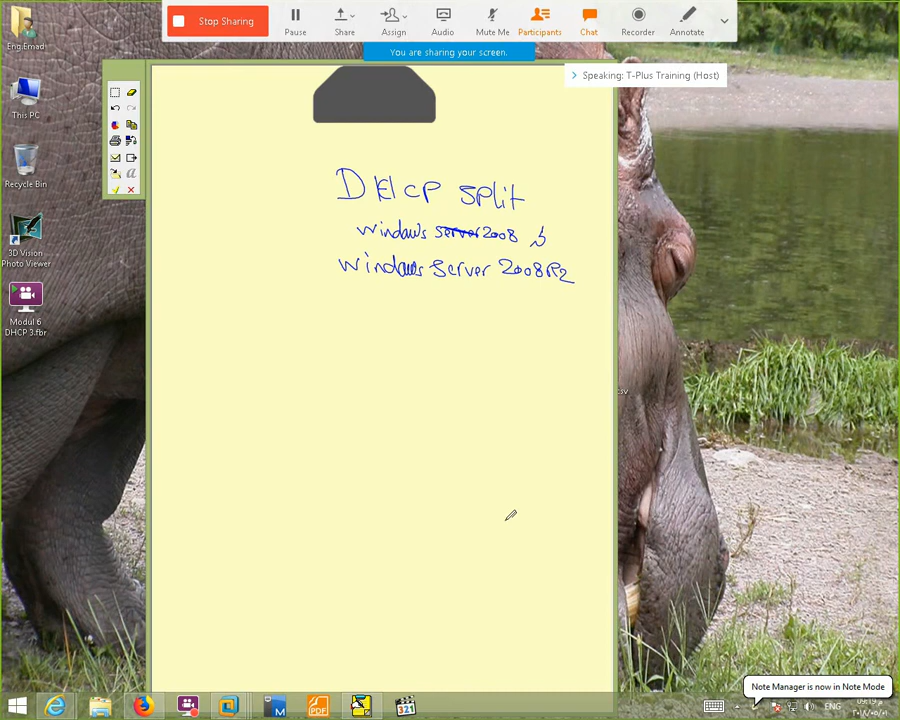 Stop Sharing
Pause
Share
Assign
Audio
Mute Me
Participants
Chat
Recorder
Annotate
You are sharing your screen.
Speaking: T-Plus Training (Host)
Eng.Emad
This PC
Recycle Bin
3D Vision
Photo Viewer
Modul 6
DHCP 3.fbr
DHCP split
windows server 2008
windows server 2008R2
Note Manager is now in Note Mode
ENG